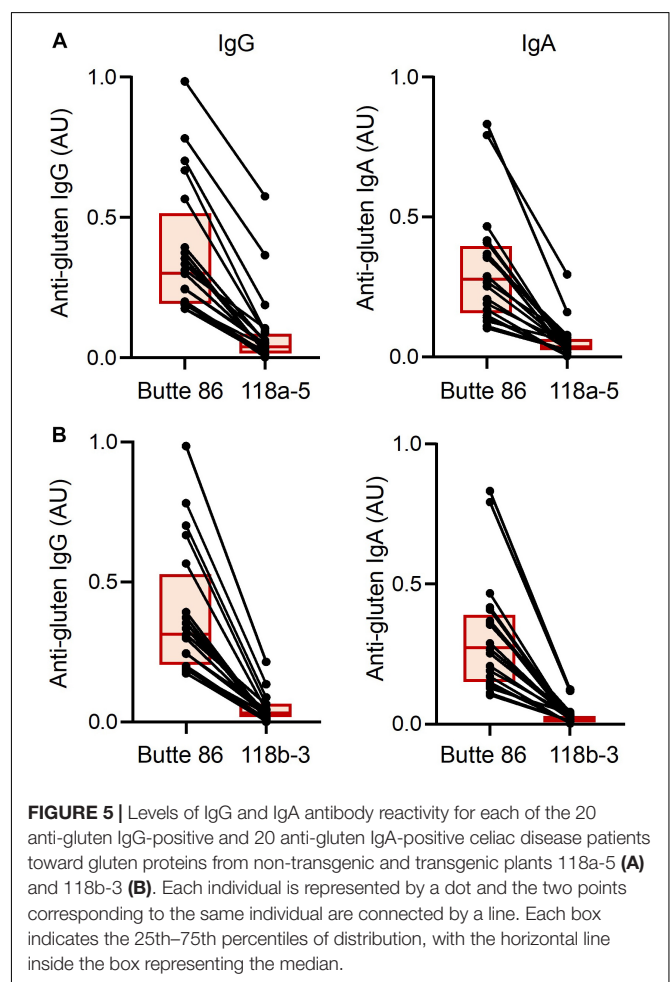 A
IgG
IgA
1.0
0.5
0.0
Anti-gluten IgG (AU)
Butte 86 118a-5
1.0
0.5
0.0
Anti-gluten IgA (AU)
Butte 86 118a-5
B
1.0
0.5
0.0
Anti-gluten IgG (AU)
Butte 86 118b-3
1.0
0.5
0.0
Anti-gluten IgA (AU)
Butte 86 118b-3
FIGURE 5 | Levels of IgG and IgA antibody reactivity for each of the 20
anti-gluten IgG-positive and 20 anti-gluten IgA-positive celiac disease patients
toward gluten proteins from non-transgenic and transgenic plants 118a-5 (A)
and 118b-3 (B). Each individual is represented by a dot and the two points
corresponding to the same individual are connected by a line. Each box
indicates the 25th–75th percentiles of distribution, with the horizontal line
inside the box representing the median.